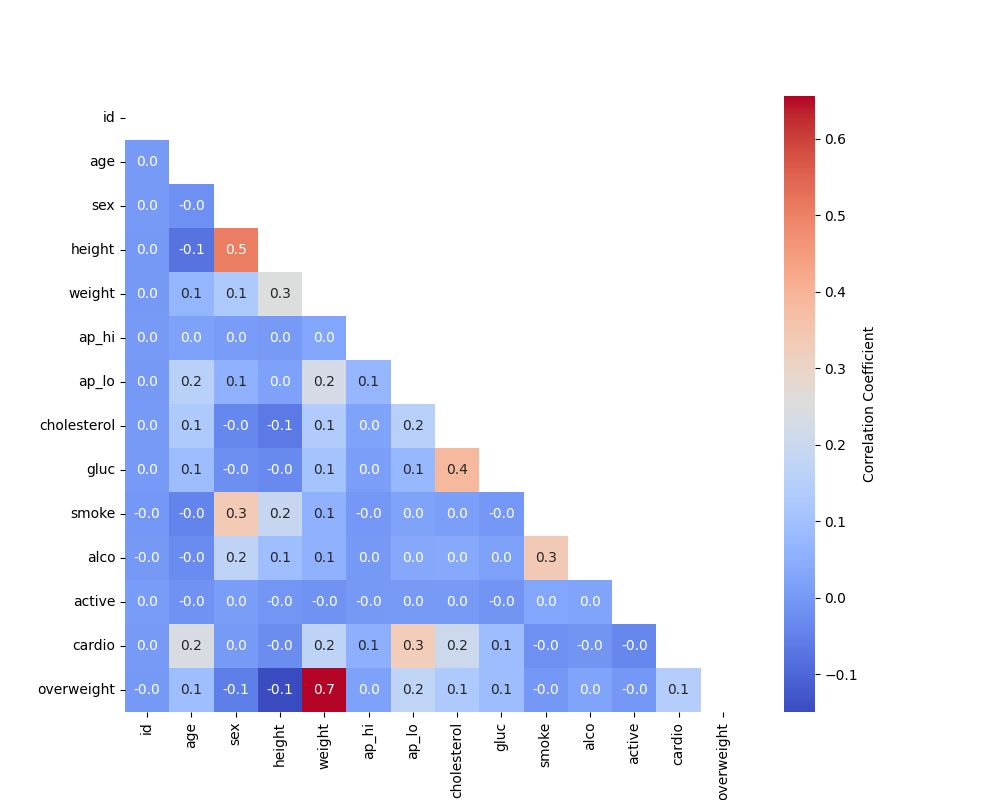 id
age 0.0
sex 0.0 -0.0
height 0.0 -0.1 0.5
weight 0.0 0.1 0.1 0.3
ap_hi 0.0 0.0 0.0 0.0 0.0
ap_lo 0.0 0.2 0.1 0.0 0.2 0.1
cholesterol 0.0 0.1 -0.0 -0.1 0.1 0.0 0.2
gluc 0.0 0.1 -0.0 -0.0 0.1 0.0 0.1 0.4
smoke -0.0 -0.0 0.3 0.2 0.1 -0.0 0.0 0.0 -0.0
alco -0.0 -0.0 0.2 0.1 0.1 0.0 0.0 0.0 0.0 0.3
active 0.0 -0.0 0.0 -0.0 -0.0 -0.0 0.0 0.0 -0.0 0.0 0.0
cardio 0.0 0.2 0.0 -0.0 0.2 0.1 0.3 0.2 0.1 -0.0 -0.0 -0.0
overweight -0.0 0.1 -0.1 -0.1 0.7 0.0 0.2 0.1 0.1 -0.0 0.0 -0.0 0.1
id age sex height weight ap_hi ap_lo cholesterol gluc smoke alco active cardio overweight
0.6
0.5
0.4
0.3
0.2
0.1
0.0
−0.1
Correlation Coefficient